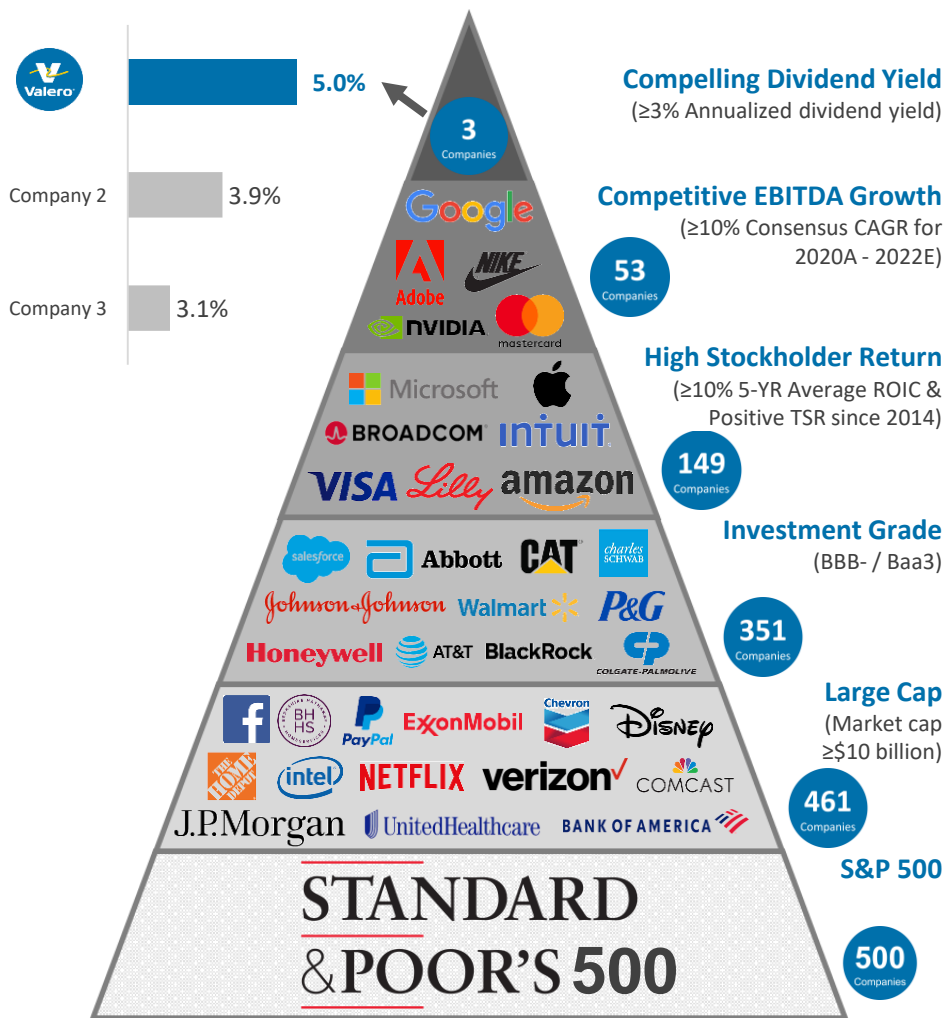 Valero
5.0%
Company 2
3.9%
Company 3
3.1%
3
Companies
Compelling Dividend Yield
(≥3% Annualized dividend yield)
Google
Adobe
NIKE
NVIDIA
mastercard
Competitive EBITDA Growth
(≥10% Consensus CAGR for
2020A - 2022E)
53
Companies
Microsoft
BROADCOM
intuit
VISA
Lilly
amazon
High Stockholder Return
(≥10% 5-YR Average ROIC &
Positive TSR since 2014)
149
Companies
salesforce
Abbott
CAT
charles
SCHWAB
Johnson&Johnson
Walmart
P&G
Honeywell
AT&T
BlackRock
COLGATE-PALMOLIVE
Investment Grade
(BBB- / Baa3)
351
Companies
f
BERKSHIRE HATHAWAY
BH
HS
HOMESERVICES
PayPal
ExxonMobil
Chevron
Disney
THE
HOME
DEPOT
intel
NETFLIX
verizon
COMCAST
J.P.Morgan
UnitedHealthcare
BANK OF AMERICA
Large Cap
(Market cap
≥$10 billion)
461
Companies
S&P 500
STANDARD
&POOR'S 500
500
Companies